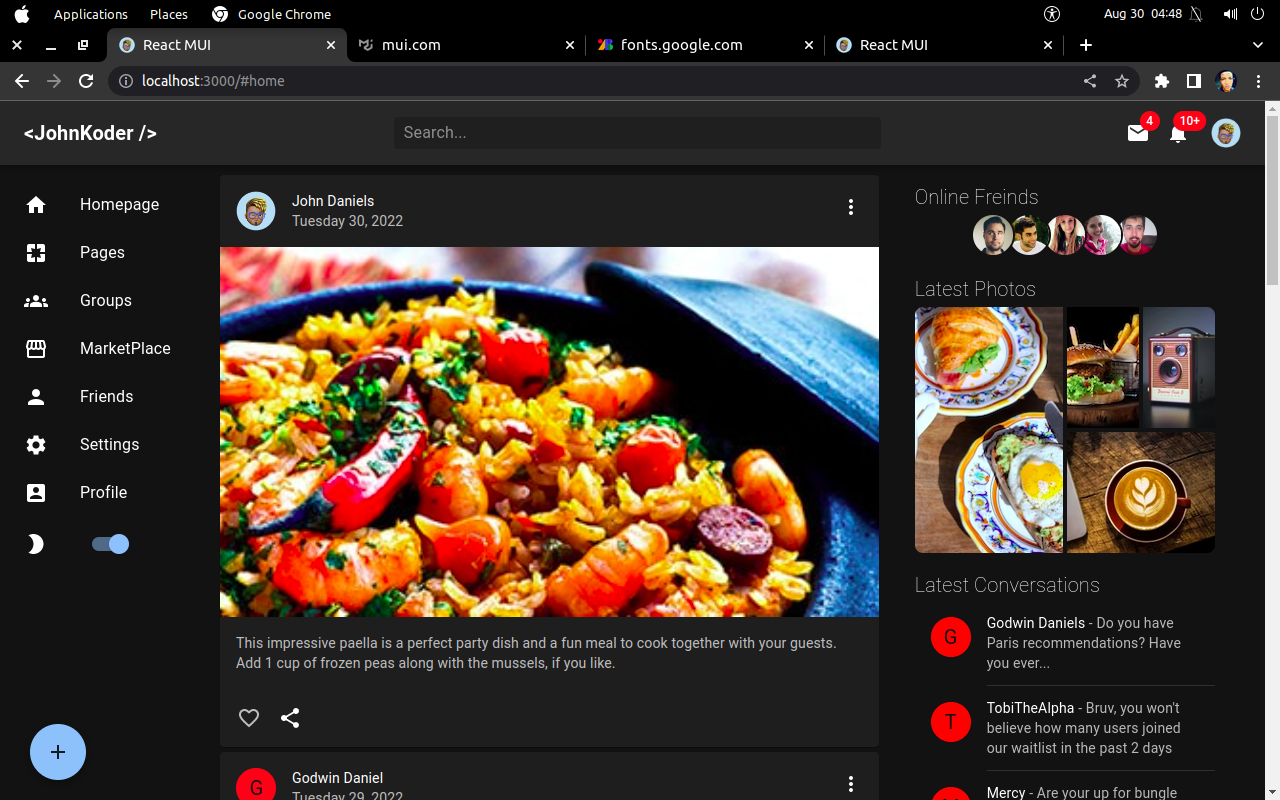 Applications Places Google Chrome Aug 30 04:48
React MUI mui.com fonts.google.com React MUI
localhost:3000/#home
<JohnKoder /> Search... 4 10+
Homepage
Pages
Groups
MarketPlace
Friends
Settings
Profile
John Daniels
Tuesday 30, 2022
This impressive paella is a perfect party dish and a fun meal to cook together with your guests.
Add 1 cup of frozen peas along with the mussels, if you like.
G Godwin Daniel
Tuesday 29, 2022
Online Freinds
Latest Photos
Latest Conversations
G Godwin Daniels - Do you have
Paris recommendations? Have
you ever...
T TobiTheAlpha - Bruv, you won't
believe how many users joined
our waitlist in the past 2 days
Mercy - Are your up for bungle